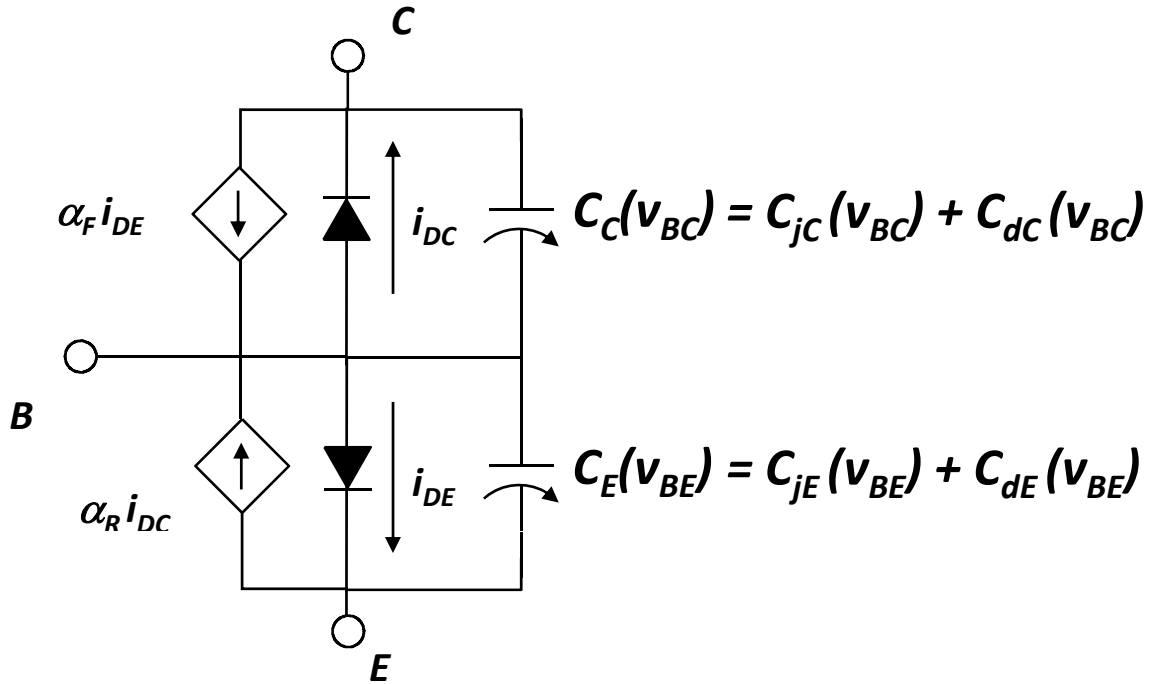 C
α_F i_DE
i_DC
C_C(v_BC) = C_jC (v_BC) + C_dC (v_BC)
B
α_R i_DC
i_DE
C_E(v_BE) = C_jE (v_BE) + C_dE (v_BE)
E